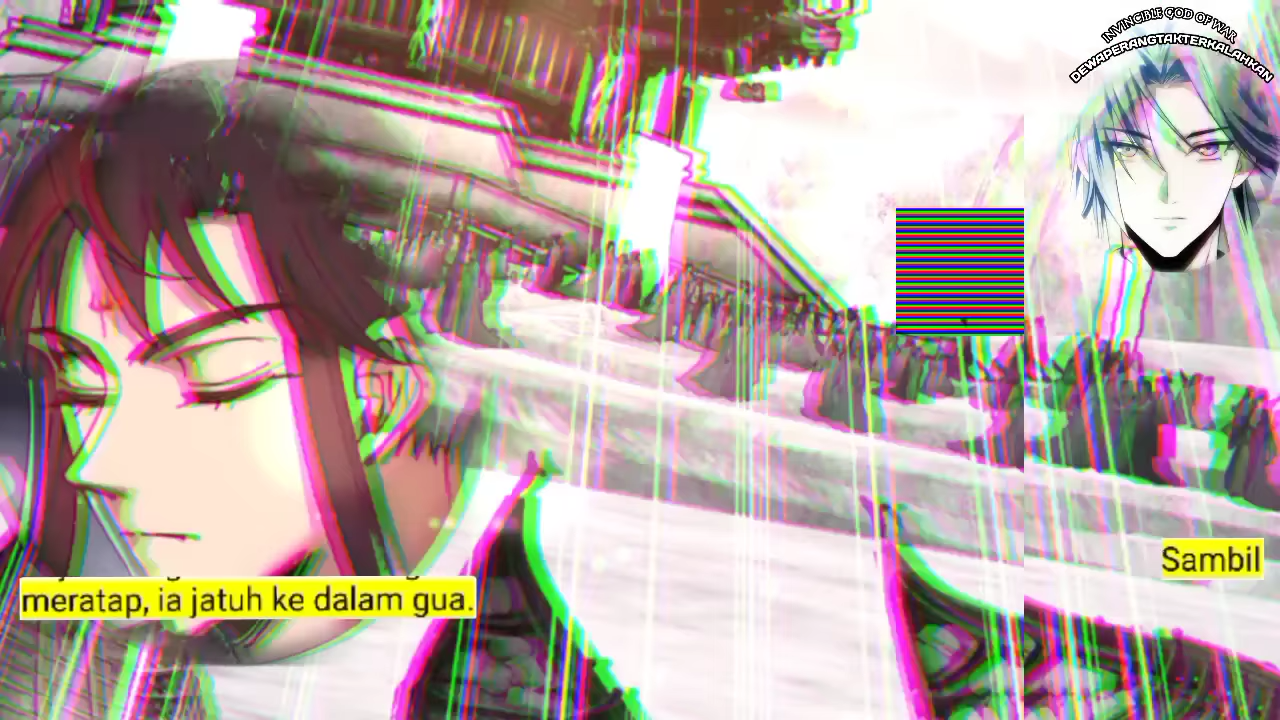 INVINCIBLE GOD OF WAR
DEWAPERANGTAKTERKALAHKAN
Sambil
meratap, ia jatuh ke dalam gua.